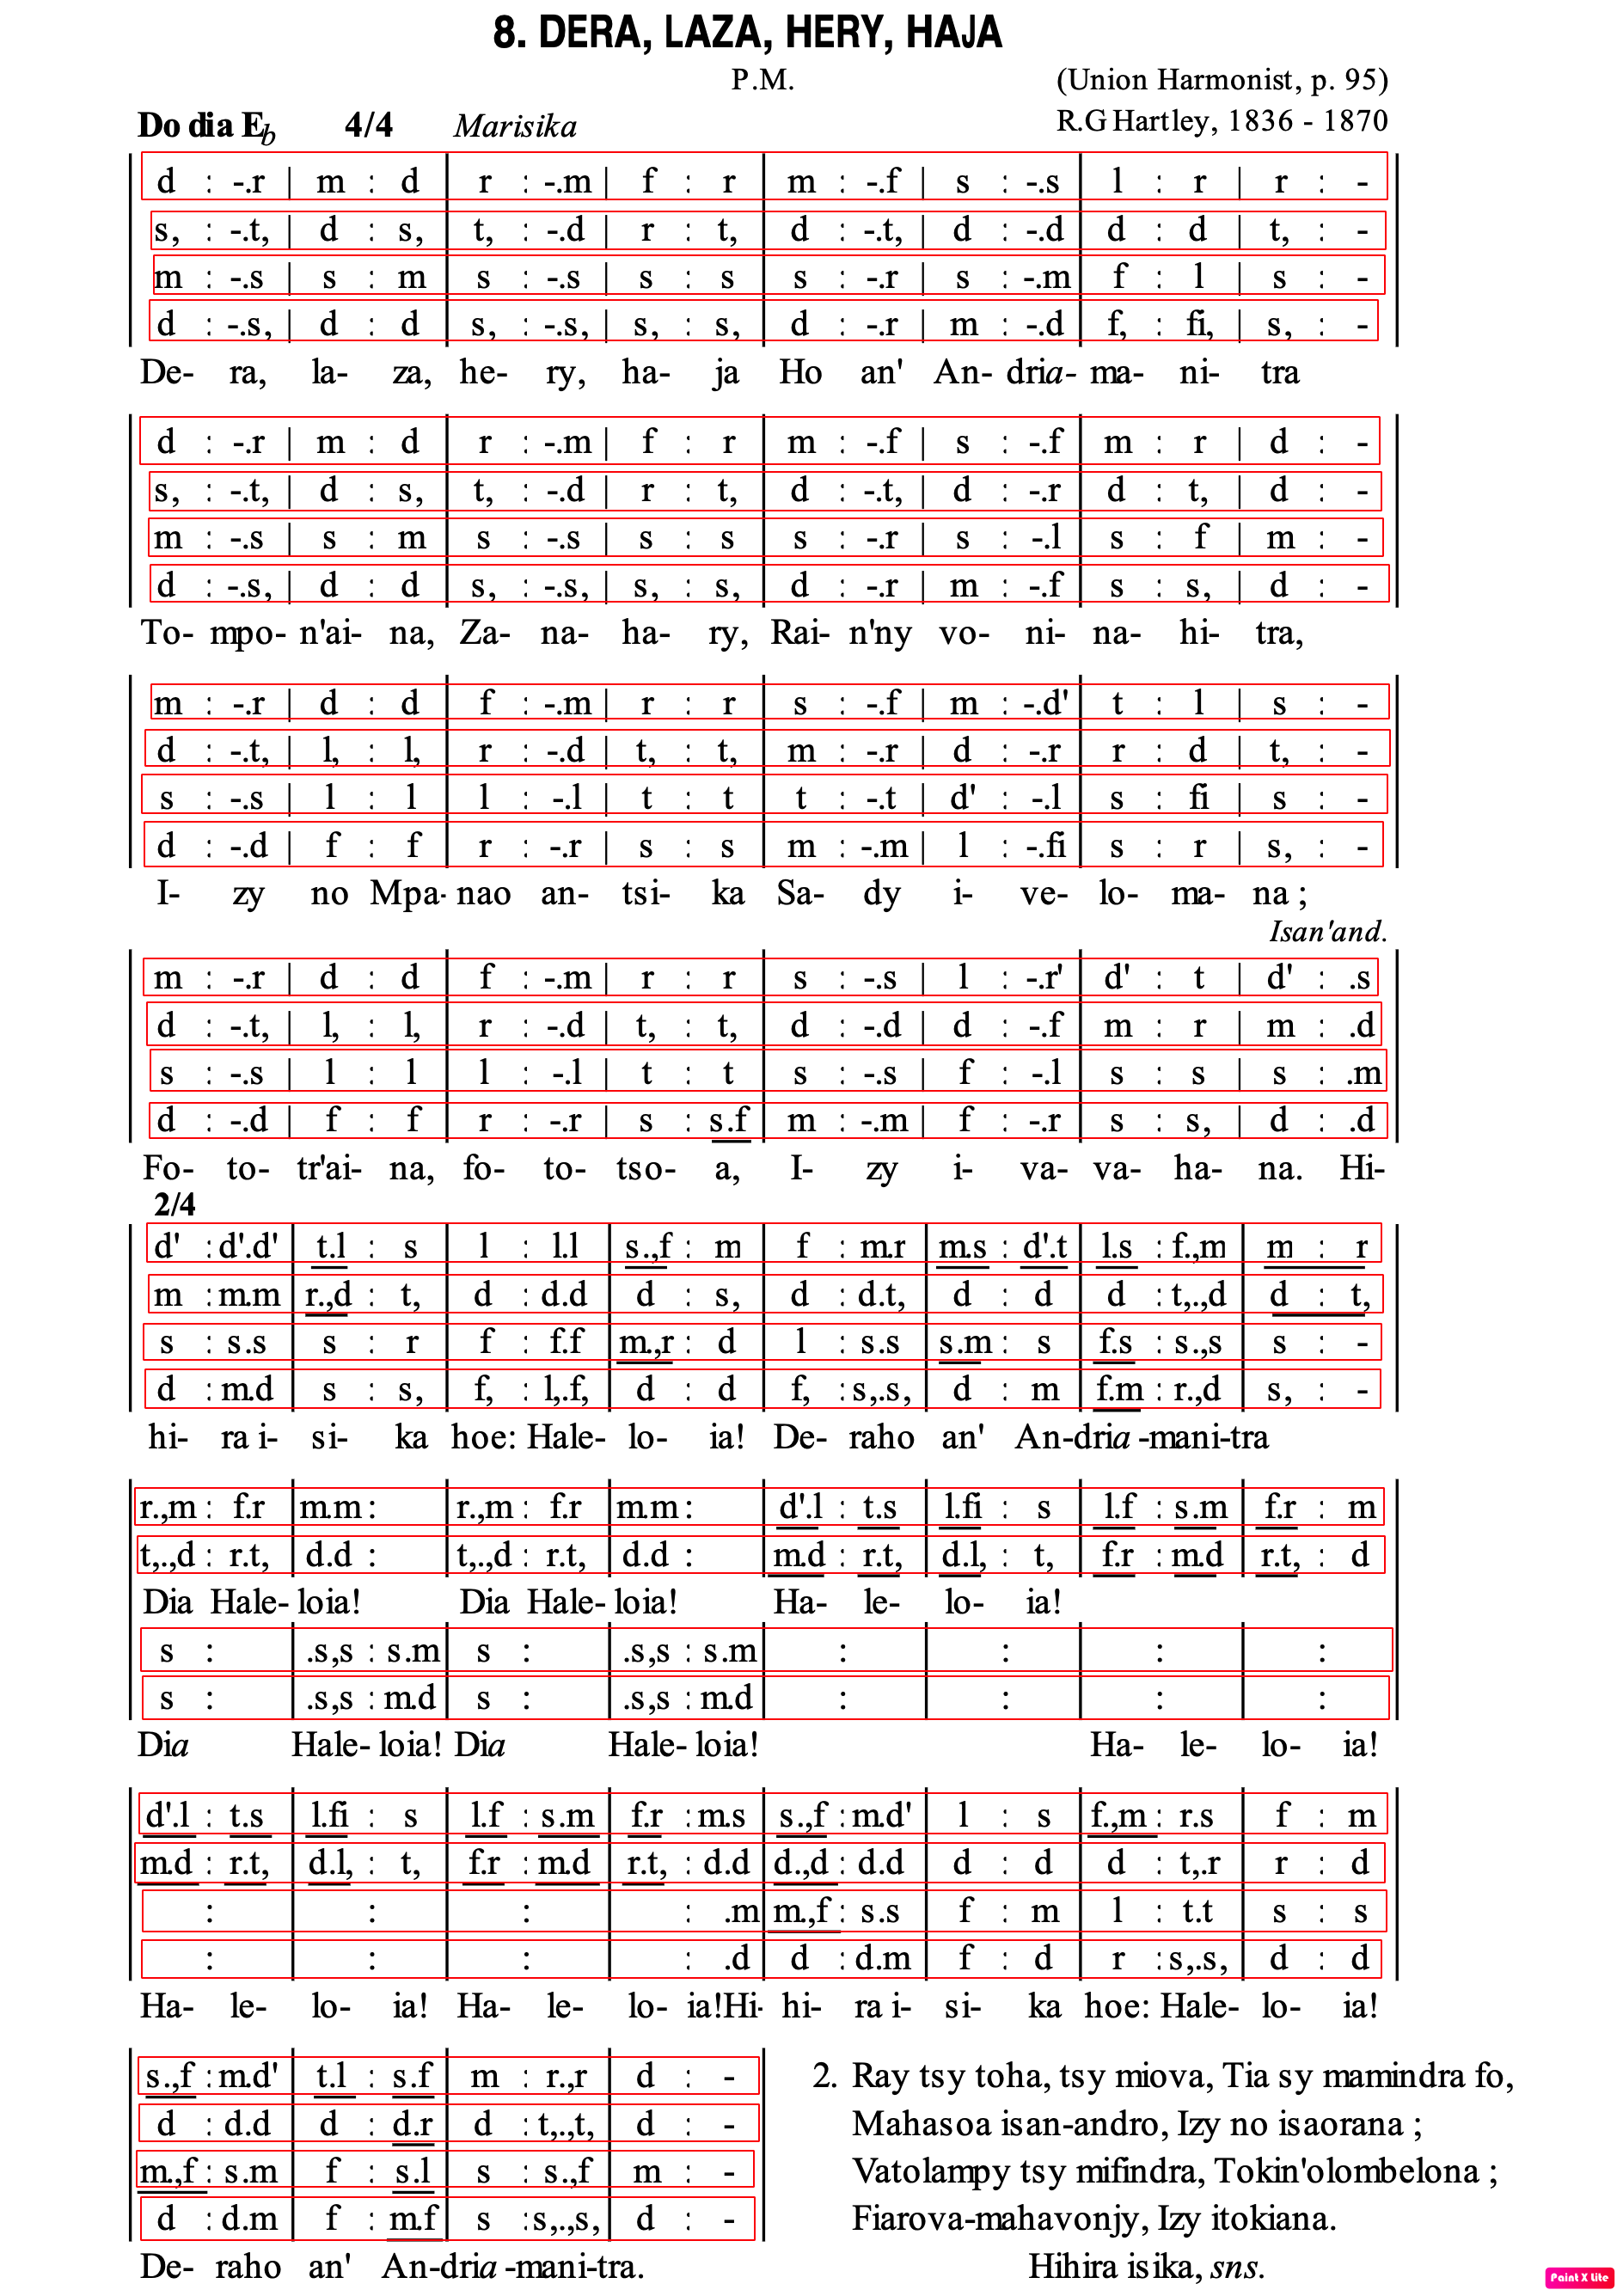 8. DERA, LAZA, HERY, HAJA
P.M. (Union Harmonist, p. 95)
Do dia Eb 4/4 Marisika R.G Hartley, 1836 - 1870
d : -.r | m : d | r : -.m | f : r | m : -.f | s : -.s | l : r | r : -
s, : -.t, | d : s, | t, : -.d | r : t, | d : -.t, | d : -.d | d : d | t, : -
m : -.s | s : m | s : -.s | s : s | s : -.r | s : -.m | f : l | s : -
d : -.s, | d : d | s, : -.s, | s, : s, | d : -.r | m : -.d | f, : fi, | s, : -
De- ra, la- za, he- ry, ha- ja Ho an' An- dria- ma- ni- tra
d : -.r | m : d | r : -.m | f : r | m : -.f | s : -.f | m : r | d : -
s, : -.t, | d : s, | t, : -.d | r : t, | d : -.t, | d : -.r | d : t, | d : -
m : -.s | s : m | s : -.s | s : s | s : -.r | s : -.l | s : f | m : -
d : -.s, | d : d | s, : -.s, | s, : s, | d : -.r | m : -.f | s : s, | d : -
To- mpo- n'ai- na, Za- na- ha- ry, Rai- n'ny vo- ni- na- hi- tra,
m : -.r | d : d | f : -.m | r : r | s : -.f | m : -.d' | t : l | s : -
d : -.t, | l, : l, | r : -.d | t, : t, | m : -.r | d : -.r | r : d | t, : -
s : -.s | l : l | l : -.l | t : t | t : -.t | d' : -.l | s : fi | s : -
d : -.d | f : f | r : -.r | s : s | m : -.m | l : -.fi | s : r | s, : -
I- zy no Mpa- nao an- tsi- ka Sa- dy i- ve- lo- ma- na ;
Isan'and.
m : -.r | d : d | f : -.m | r : r | s : -.s | l : -.r' | d' : t | d' : .s
d : -.t, | l, : l, | r : -.d | t, : t, | d : -.d | d : -.f | m : r | m : .d
s : -.s | l : l | l : -.l | t : t | s : -.s | f : -.l | s : s | s : .m
d : -.d | f : f | r : -.r | s : s.f | m : -.m | f : -.r | s : s, | d : .d
Fo- to- tr'ai- na, fo- to- tso- a, I- zy i- va- va- ha- na. Hi-
2/4
d' : d'.d' | t.l : s | l : l.l | s.,f : m | f : m.r | m.s : d'.t | l.s : f.,m | m : r
m : m.m | r.,d : t, | d : d.d | d : s, | d : d.t, | d : d | d : t,.,d | d : t,
s : s.s | s : r | f : f.f | m.,r : d | l : s.s | s.m : s | f.s : s.,s | s : -
d : m.d | s : s, | f, : l,.f, | d : d | f, : s,.s, | d : m | f.m : r.,d | s, : -
hi- ra i- si- ka hoe: Hale- lo- ia! De- raho an' An-dria -mani-tra
r.,m : f.r | m.m : | r.,m : f.r | m.m : | d'.l : t.s | l.fi : s | l.f : s.m | f.r : m
t,.,d : r.t, | d.d : | t,.,d : r.t, | d.d : | m.d : r.t, | d.l, : t, | f.r : m.d | r.t, : d
Dia Hale- loia! Dia Hale- loia! Ha- le- lo- ia!
s : | .s,s : s.m | s : | .s,s : s.m | : | : | : | :
s : | .s,s : m.d | s : | .s,s : m.d | : | : | : | :
Dia Hale- loia! Dia Hale- loia! Ha- le- lo- ia!
d'.l : t.s | l.fi : s | l.f : s.m | f.r : m.s | s.,f : m.d' | l : s | f.,m : r.s | f : m
m.d : r.t, | d.l, : t, | f.r : m.d | r.t, : d.d | d.,d : d.d | d : d | d : t,.r | r : d
: | : | : | : .m | m.,f : s.s | f : m | l : t.t | s : s
: | : | : | : .d | d : d.m | f : d | r : s,.s, | d : d
Ha- le- lo- ia! Ha- le- lo- ia!Hi- hi- ra i- si- ka hoe: Hale- lo- ia!
s.,f : m.d' | t.l : s.f | m : r.,r | d : -
d : d.d | d : d.r | d : t,.,t, | d : -
m.,f : s.m | f : s.l | s : s.,f | m : -
d : d.m | f : m.f | s : s,.,s, | d : -
De- raho an' An-dria -mani-tra.
2. Ray tsy toha, tsy miova, Tia sy mamindra fo,
Mahasoa isan-andro, Izy no isaorana ;
Vatolampy tsy mifindra, Tokin'olombelona ;
Fiarova-mahavonjy, Izy itokiana.
Hihira isika, sns.
Paint X Lite